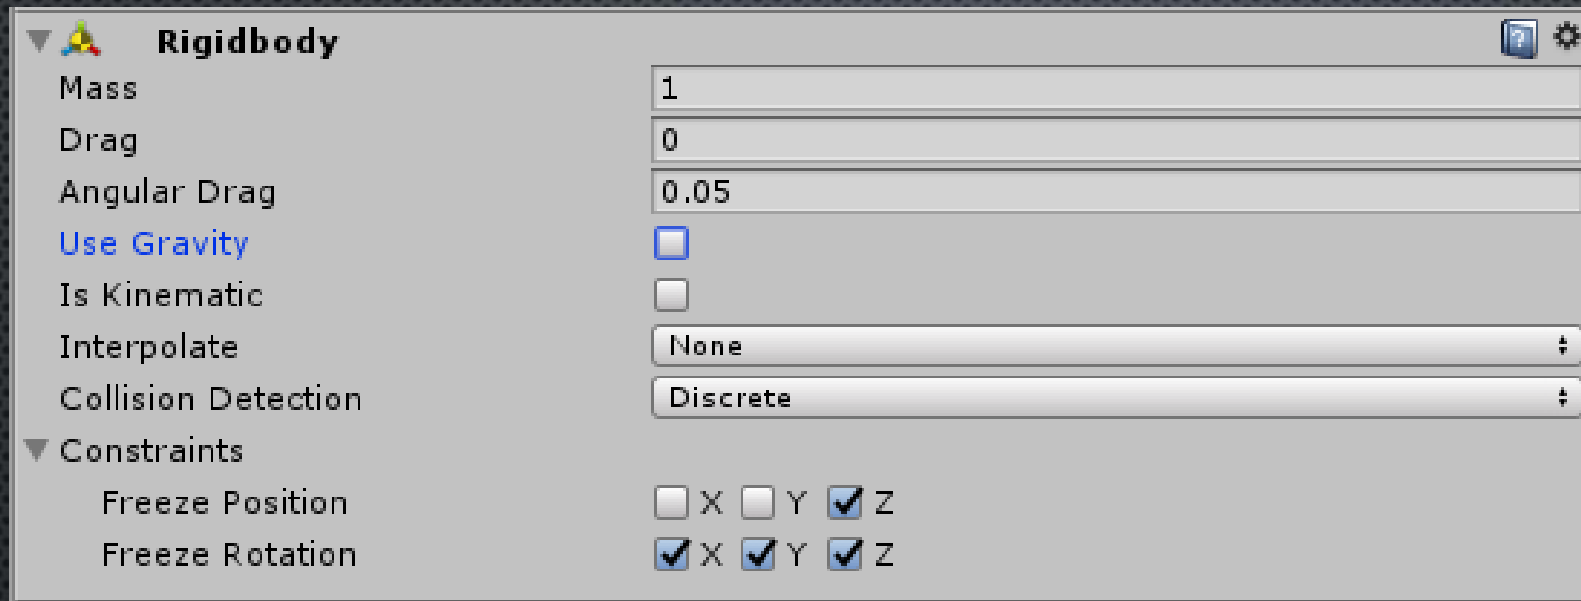 Rigidbody
Mass 1
Drag 0
Angular Drag 0.05
Use Gravity
Is Kinematic
Interpolate None
Collision Detection Discrete
Constraints
Freeze Position X Y Z
Freeze Rotation X Y Z